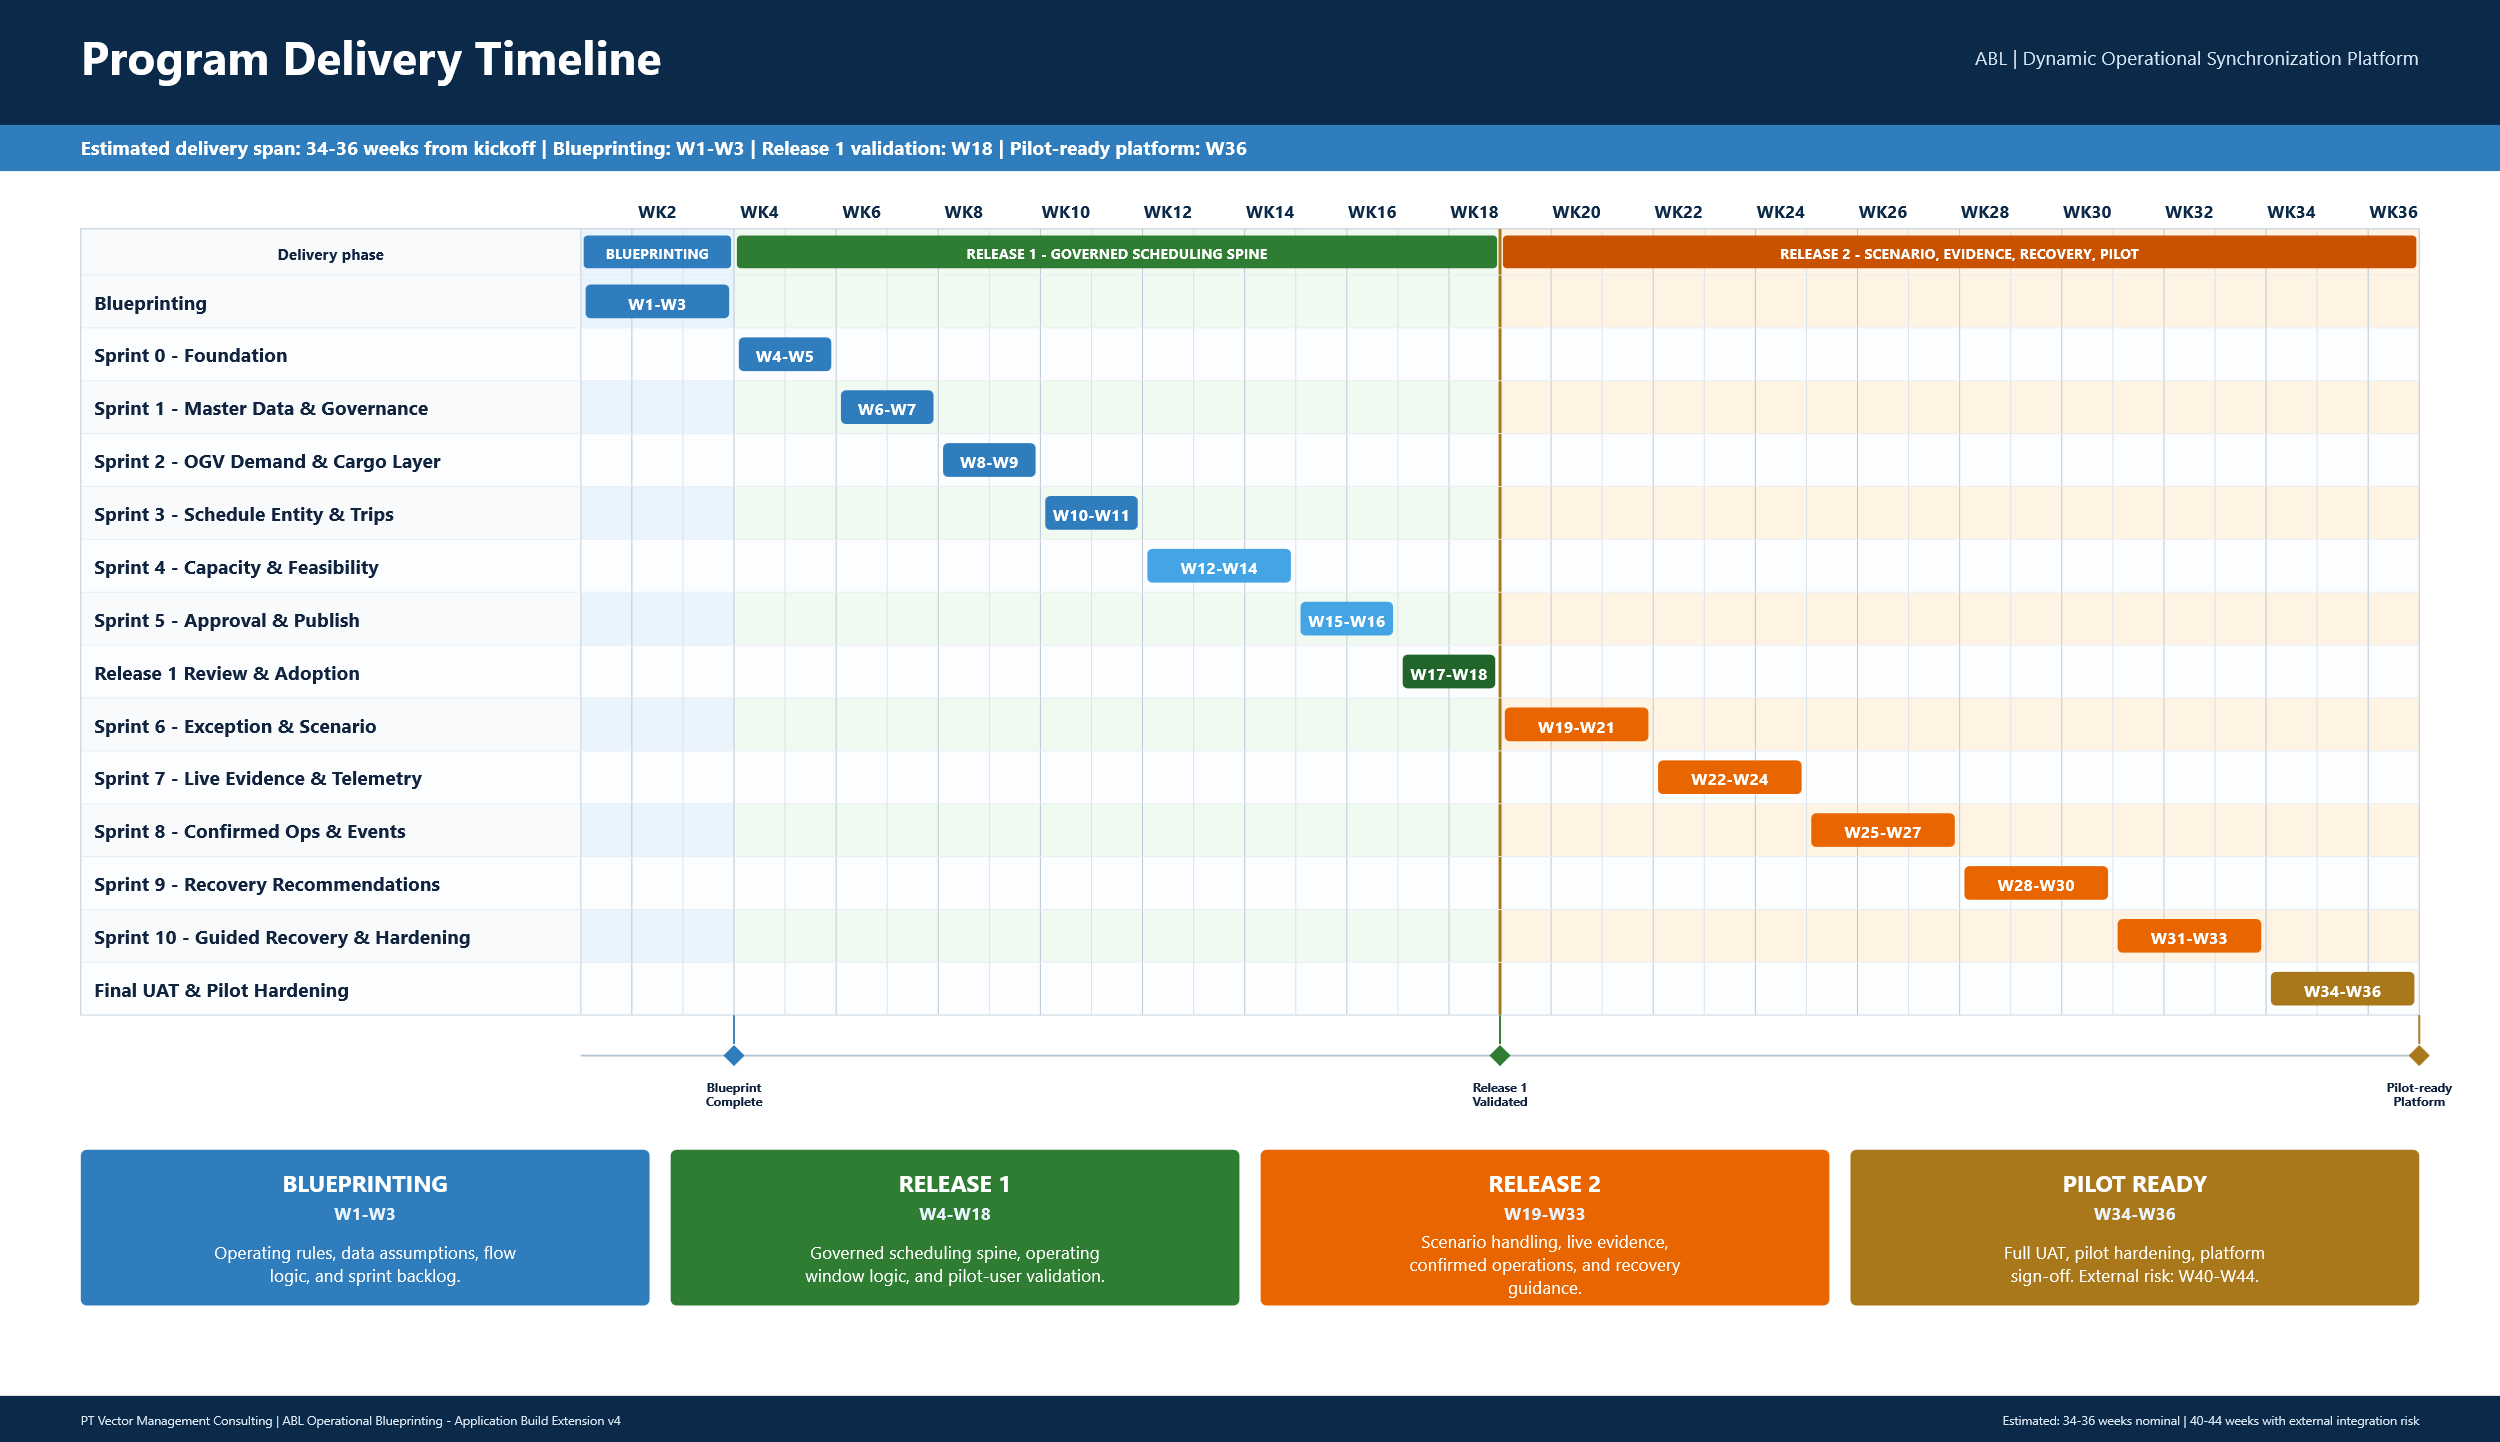 Program Delivery Timeline
ABL | Dynamic Operational Synchronization Platform
Estimated delivery span: 34-36 weeks from kickoff | Blueprinting: W1-W3 | Release 1 validation: W18 | Pilot-ready platform: W36
WK2 WK4 WK6 WK8 WK10 WK12 WK14 WK16 WK18 WK20 WK22 WK24 WK26 WK28 WK30 WK32 WK34 WK36
Delivery phase BLUEPRINTING RELEASE 1 - GOVERNED SCHEDULING SPINE RELEASE 2 - SCENARIO, EVIDENCE, RECOVERY, PILOT
Blueprinting W1-W3
Sprint 0 - Foundation W4-W5
Sprint 1 - Master Data & Governance W6-W7
Sprint 2 - OGV Demand & Cargo Layer W8-W9
Sprint 3 - Schedule Entity & Trips W10-W11
Sprint 4 - Capacity & Feasibility W12-W14
Sprint 5 - Approval & Publish W15-W16
Release 1 Review & Adoption W17-W18
Sprint 6 - Exception & Scenario W19-W21
Sprint 7 - Live Evidence & Telemetry W22-W24
Sprint 8 - Confirmed Ops & Events W25-W27
Sprint 9 - Recovery Recommendations W28-W30
Sprint 10 - Guided Recovery & Hardening W31-W33
Final UAT & Pilot Hardening W34-W36
Blueprint
Complete
Release 1
Validated
Pilot-ready
Platform
BLUEPRINTING
W1-W3
Operating rules, data assumptions, flow
logic, and sprint backlog.
RELEASE 1
W4-W18
Governed scheduling spine, operating
window logic, and pilot-user validation.
RELEASE 2
W19-W33
Scenario handling, live evidence,
confirmed operations, and recovery
guidance.
PILOT READY
W34-W36
Full UAT, pilot hardening, platform
sign-off. External risk: W40-W44.
PT Vector Management Consulting | ABL Operational Blueprinting - Application Build Extension v4
Estimated: 34-36 weeks nominal | 40-44 weeks with external integration risk